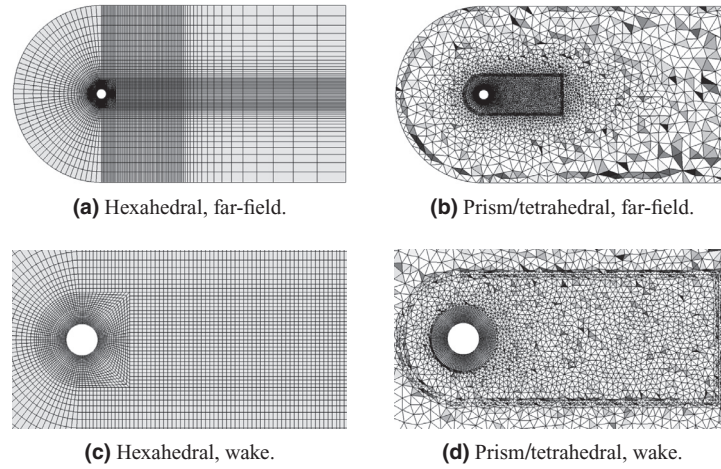 (a) Hexahedral, far-field.
(b) Prism/tetrahedral, far-field.
(c) Hexahedral, wake.
(d) Prism/tetrahedral, wake.